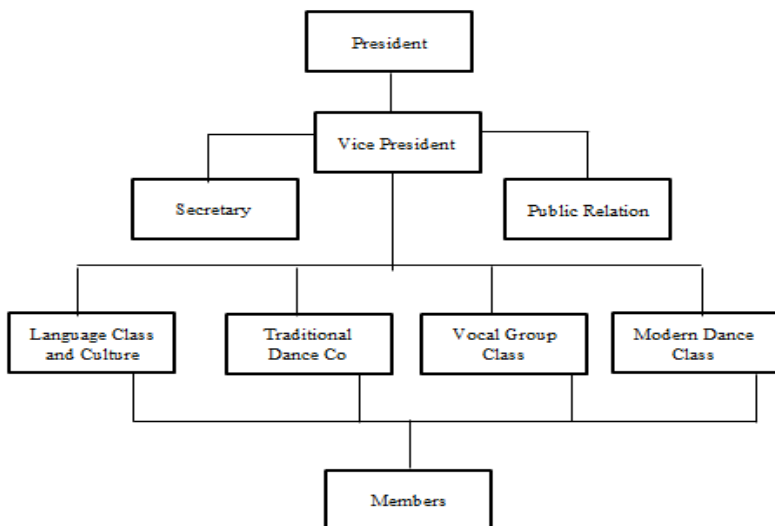 President
Vice President
Secretary
Public Relation
Language Class
and Culture
Traditional
Dance Co
Vocal Group
Class
Modern Dance
Class
Members